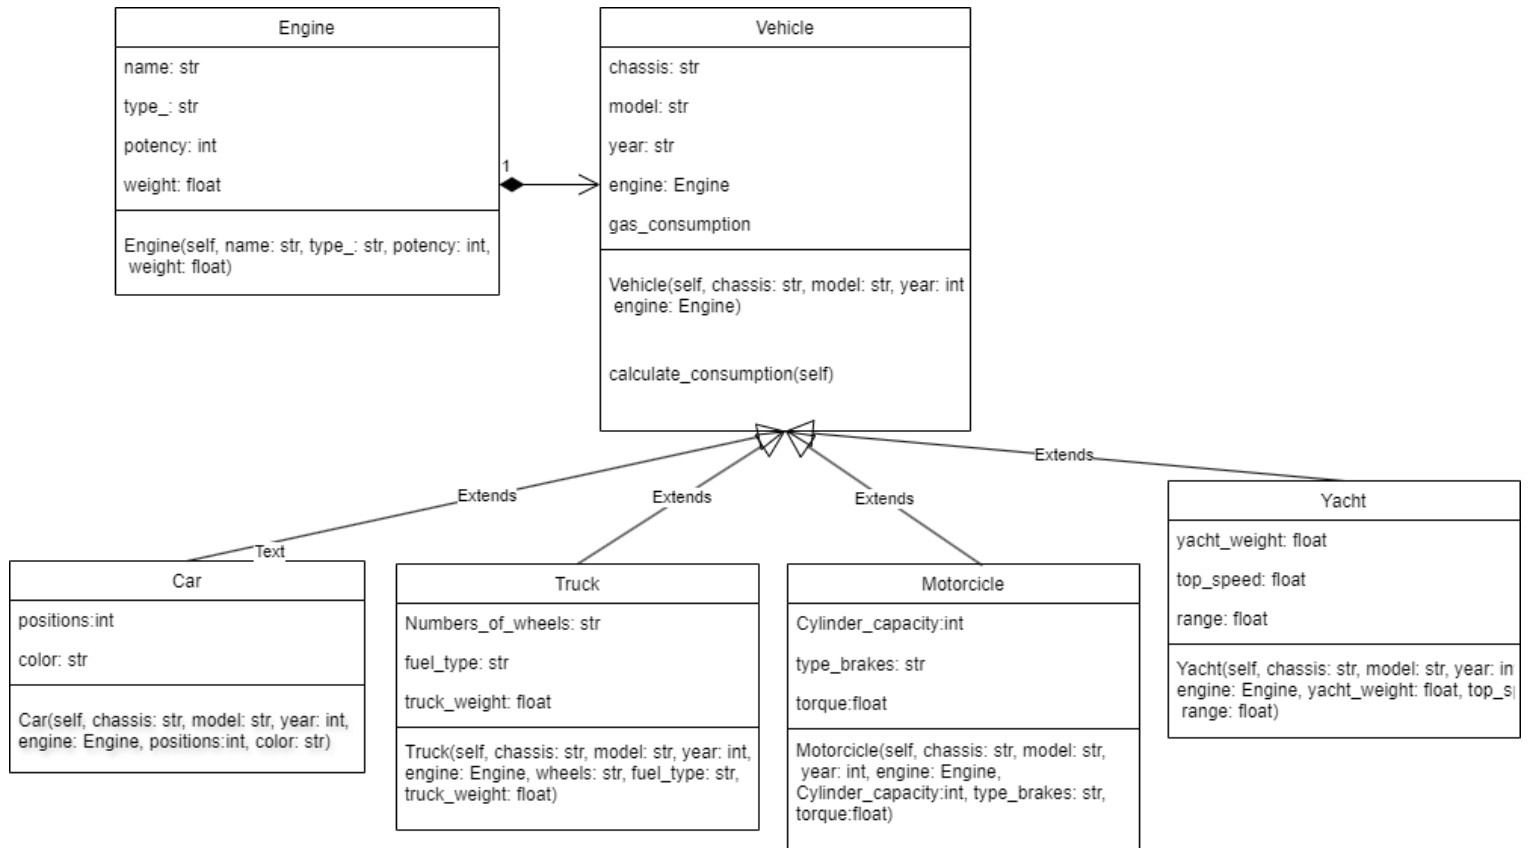 Engine
name: str
type_: str
potency: int
weight: float
Engine(self, name: str, type_: str, potency: int,
weight: float)
1
Vehicle
chassis: str
model: str
year: str
engine: Engine
gas_consumption
Vehicle(self, chassis: str, model: str, year: int
engine: Engine)
calculate_consumption(self)
Extends
Extends
Extends
Extends
Text
Car
positions:int
color: str
Car(self, chassis: str, model: str, year: int,
engine: Engine, positions:int, color: str)
Truck
Numbers_of_wheels: str
fuel_type: str
truck_weight: float
Truck(self, chassis: str, model: str, year: int,
engine: Engine, wheels: str, fuel_type: str,
truck_weight: float)
Motorcicle
Cylinder_capacity:int
type_brakes: str
torque:float
Motorcicle(self, chassis: str, model: str,
year: int, engine: Engine,
Cylinder_capacity:int, type_brakes: str,
torque:float)
Yacht
yacht_weight: float
top_speed: float
range: float
Yacht(self, chassis: str, model: str, year: in
engine: Engine, yacht_weight: float, top_s
range: float)